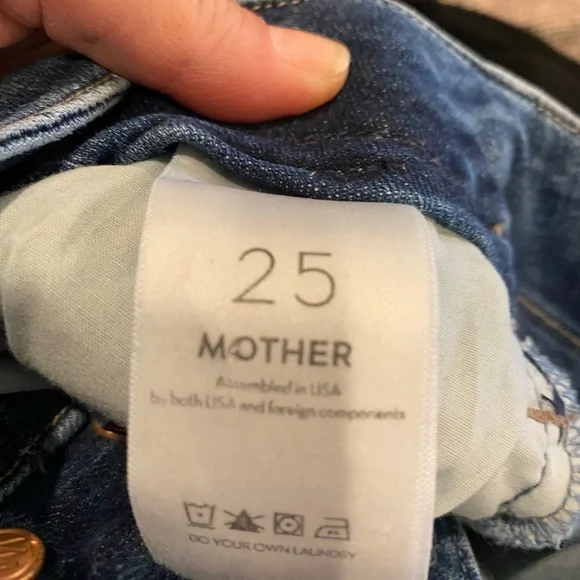 25
MOTHER
Assembled in USA
by both USA and foreign components
DO YOUR OWN LAUNDRY